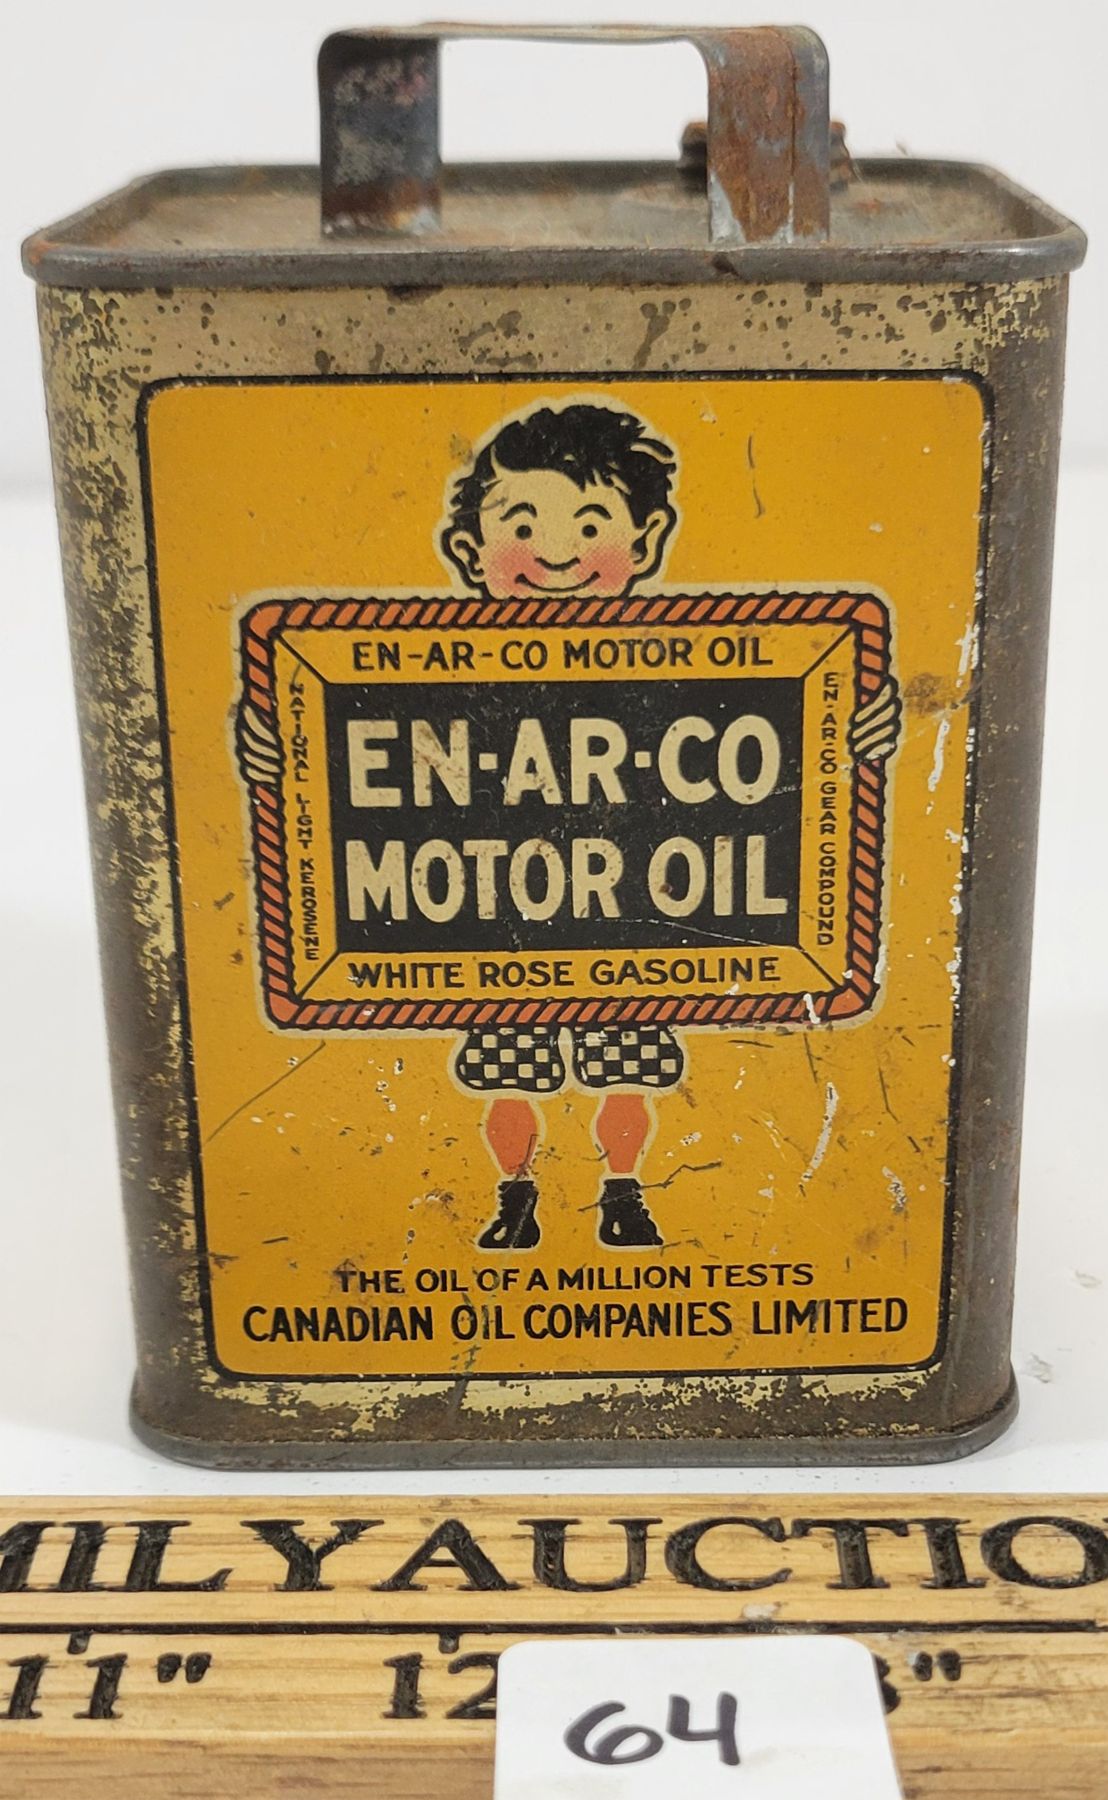 EN-AR-CO MOTOR OIL
NATIONAL LIGHT KEROSENE
EN-AR-CO
MOTOR OIL
EN-AR-CO GEAR COMPOUND
WHITE ROSE GASOLINE
THE OIL OF A MILLION TESTS
CANADIAN OIL COMPANIES LIMITED
MILYAUCTIO
11" 12 3"
64